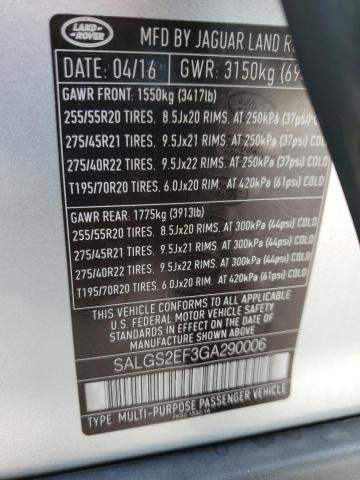 LAND ROVER
MFD BY JAGUAR LAND
DATE: 04/16 GWR: 3150kg
GAWR FRONT: 1550kg (3417lb)
255/55R20 TIRES. 8.5Jx20 RIMS. AT 250kPa (37psi)
275/45R21 TIRES. 9.5Jx21 RIMS. AT 250kPa (37psi) COLD
275/40R22 TIRES. 9.5Jx22 RIMS. AT 250kPa (37psi) COLD
T195/70R20 TIRES. 6.0Jx20 RIMS. AT 420kPa (61psi) COLD
GAWR REAR: 1775kg (3913lb)
255/55R20 TIRES. 8.5Jx20 RIMS. AT 300kPa (44psi) COLD
275/45R21 TIRES. 9.5Jx21 RIMS. AT 300kPa (44psi) COLD
275/40R22 TIRES. 9.5Jx22 RIMS. AT 300kPa (44psi) COLD
T195/70R20 TIRES. 6.0Jx20 RIMS. AT 420kPa (61psi) COLD
THIS VEHICLE CONFORMS TO ALL APPLICABLE
U.S. FEDERAL MOTOR VEHICLE SAFETY
STANDARDS IN EFFECT ON THE DATE OF
MANUFACTURE SHOWN ABOVE
SALGS2EF3GA290006
TYPE: MULTI-PURPOSE PASSENGER VEHICLE